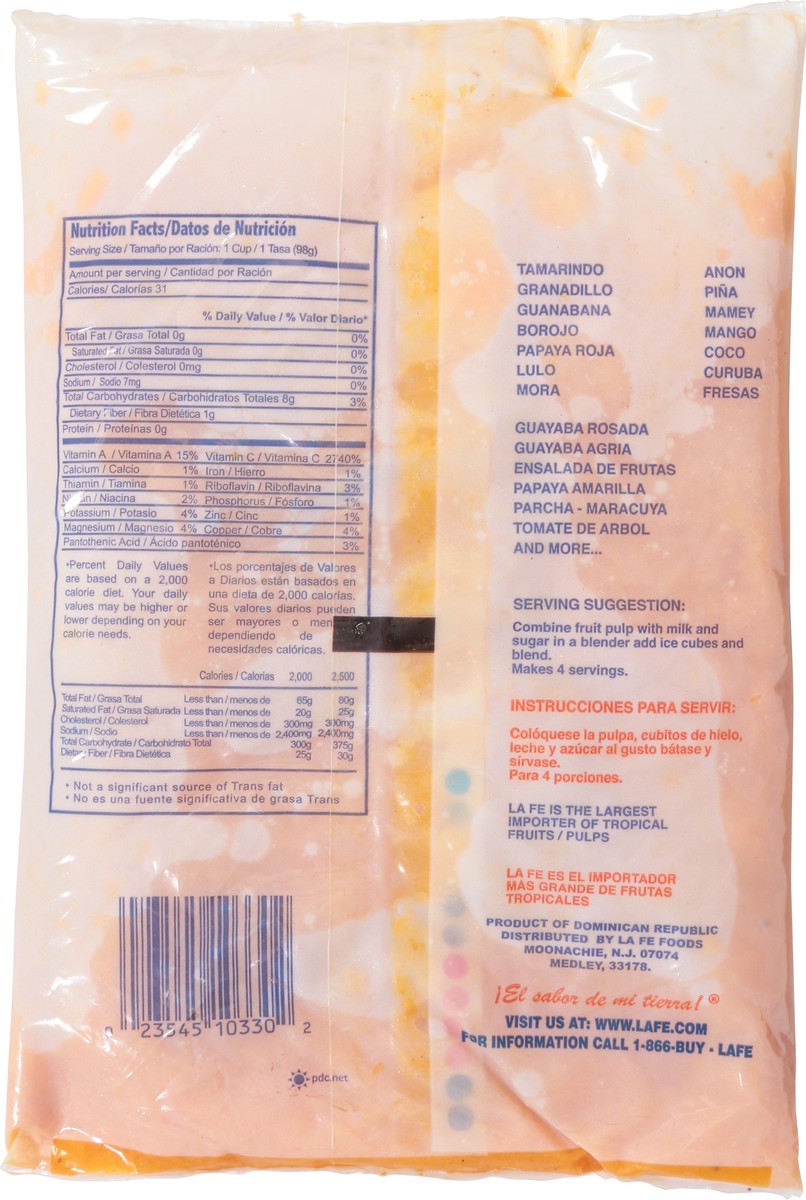 Nutrition Facts/Datos de Nutrición
Serving Size / Tamaño por Ración: 1 Cup / 1 Tasa (98g)
Amount per serving / Cantidad por Ración
Calories/ Calorías 31
% Daily Value / % Valor Diario*
Total Fat / Grasa Total 0g 0%
Saturated Fat / Grasa Saturada 0g 0%
Cholesterol / Colesterol 0mg 0%
Sodium / Sodio 7mg 0%
Total Carbohydrates / Carbohidratos Totales 8g 3%
Dietary Fiber / Fibra Dietética 1g
Protein / Proteínas 0g
Vitamin A / Vitamina A 15% Vitamin C / Vitamina C 2740%
Calcium / Calcio 1% Iron / Hierro 1%
Thiamin / Tiamina 1% Riboflavin / Riboflavina 3%
Niacin / Niacina 2% Phosphorus / Fósforo 1%
Potassium / Potasio 4% Zinc / Cinc 1%
Magnesium / Magnesio 4% Copper / Cobre 4%
Pantothenic Acid / Ácido pantoténico 3%
*Percent Daily Values
are based on a 2,000
calorie diet. Your daily
values may be higher or
lower depending on your
calorie needs.
*Los porcentajes de Valores
a Diarios están basados en
una dieta de 2,000 calorías.
Sus valores diarios pueden
ser mayores o men
dependiendo de
necesidades calóricas.
Calories / Calorias 2,000 2,500
Total Fat / Grasa Total Less than / menos de 65g 80g
Saturated Fat / Grasa Saturada Less than / menos de 20g 25g
Cholesterol / Colesterol Less than / menos de 300mg 300mg
Sodium / Sodio Less than / menos de 2,400mg 2,400mg
Total Carbohydrate / Carbohidrato Total 300g 375g
Dietary Fiber / Fibra Dietética 25g 30g
• Not a significant source of Trans fat
• No es una fuente significativa de grasa Trans
0 23545 10330 2
pdc.net
TAMARINDO
GRANADILLO
GUANABANA
BOROJO
PAPAYA ROJA
LULO
MORA
ANON
PIÑA
MAMEY
MANGO
COCO
CURUBA
FRESAS
GUAYABA ROSADA
GUAYABA AGRIA
ENSALADA DE FRUTAS
PAPAYA AMARILLA
PARCHA - MARACUYA
TOMATE DE ARBOL
AND MORE...
SERVING SUGGESTION:
Combine fruit pulp with milk and
sugar in a blender add ice cubes and
blend.
Makes 4 servings.
INSTRUCCIONES PARA SERVIR:
Colóquese la pulpa, cubitos de hielo,
leche y azúcar al gusto bátase y
sírvase.
Para 4 porciones.
LA FE IS THE LARGEST
IMPORTER OF TROPICAL
FRUITS / PULPS
LA FE ES EL IMPORTADOR
MÁS GRANDE DE FRUTAS
TROPICALES
PRODUCT OF DOMINICAN REPUBLIC
DISTRIBUTED BY LA FE FOODS
MOONACHIE, N.J. 07074
MEDLEY, 33178.
¡El sabor de mi tierra! ®
VISIT US AT: WWW.LAFE.COM
FOR INFORMATION CALL 1-866-BUY - LAFE